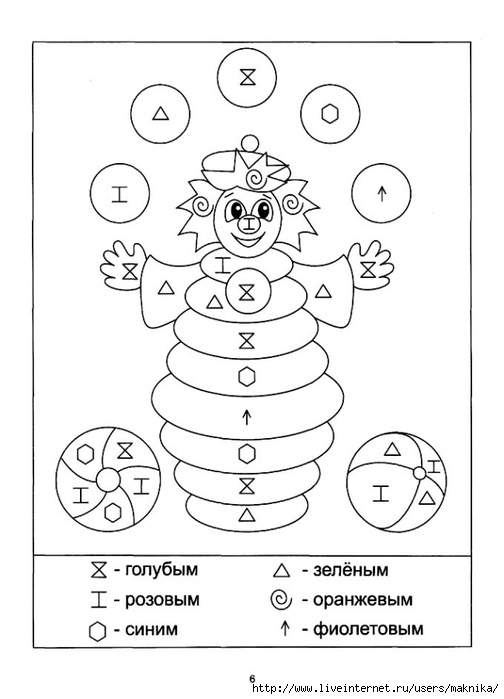 - голубым
- зелёным
- розовым
- оранжевым
- синим
- фиолетовым
6
http://www.liveinternet.ru/users/maknika/